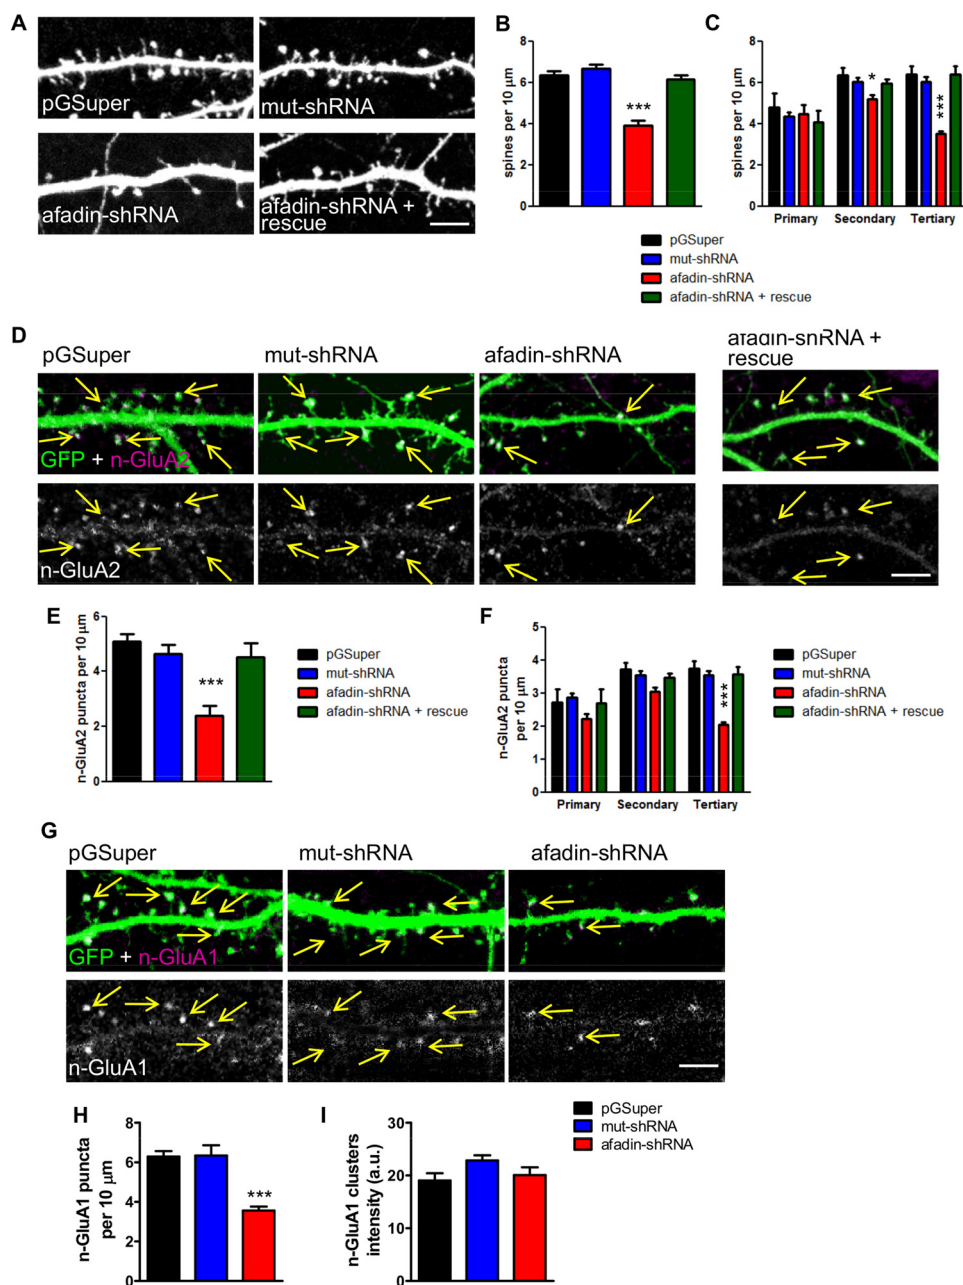 A
pGSuper
mut-shRNA
afadin-shRNA
afadin-shRNA +
rescue
B
spines per 10 µm
8
6
4
2
0
***
C
spines per 10 µm
8
6
4
2
0
*
***
Primary Secondary Tertiary
pGSuper
mut-shRNA
afadin-shRNA
afadin-shRNA + rescue
D
pGSuper
mut-shRNA
afadin-shRNA
afadin-shRNA +
rescue
GFP + n-GluA2
n-GluA2
E
n-GluA2 puncta per 10 µm
6
4
2
0
***
pGSuper
mut-shRNA
afadin-shRNA
afadin-shRNA + rescue
F
n-GluA2 puncta
per 10 µm
5
4
3
2
1
0
***
Primary Secondary Tertiary
pGSuper
mut-shRNA
afadin-shRNA
afadin-shRNA + rescue
G
pGSuper
mut-shRNA
afadin-shRNA
GFP + n-GluA1
n-GluA1
H
n-GluA1 puncta
per 10 µm
8
6
4
2
0
***
I
n-GluA1 clusters
intensity (a.u.)
30
20
10
0
pGSuper
mut-shRNA
afadin-shRNA